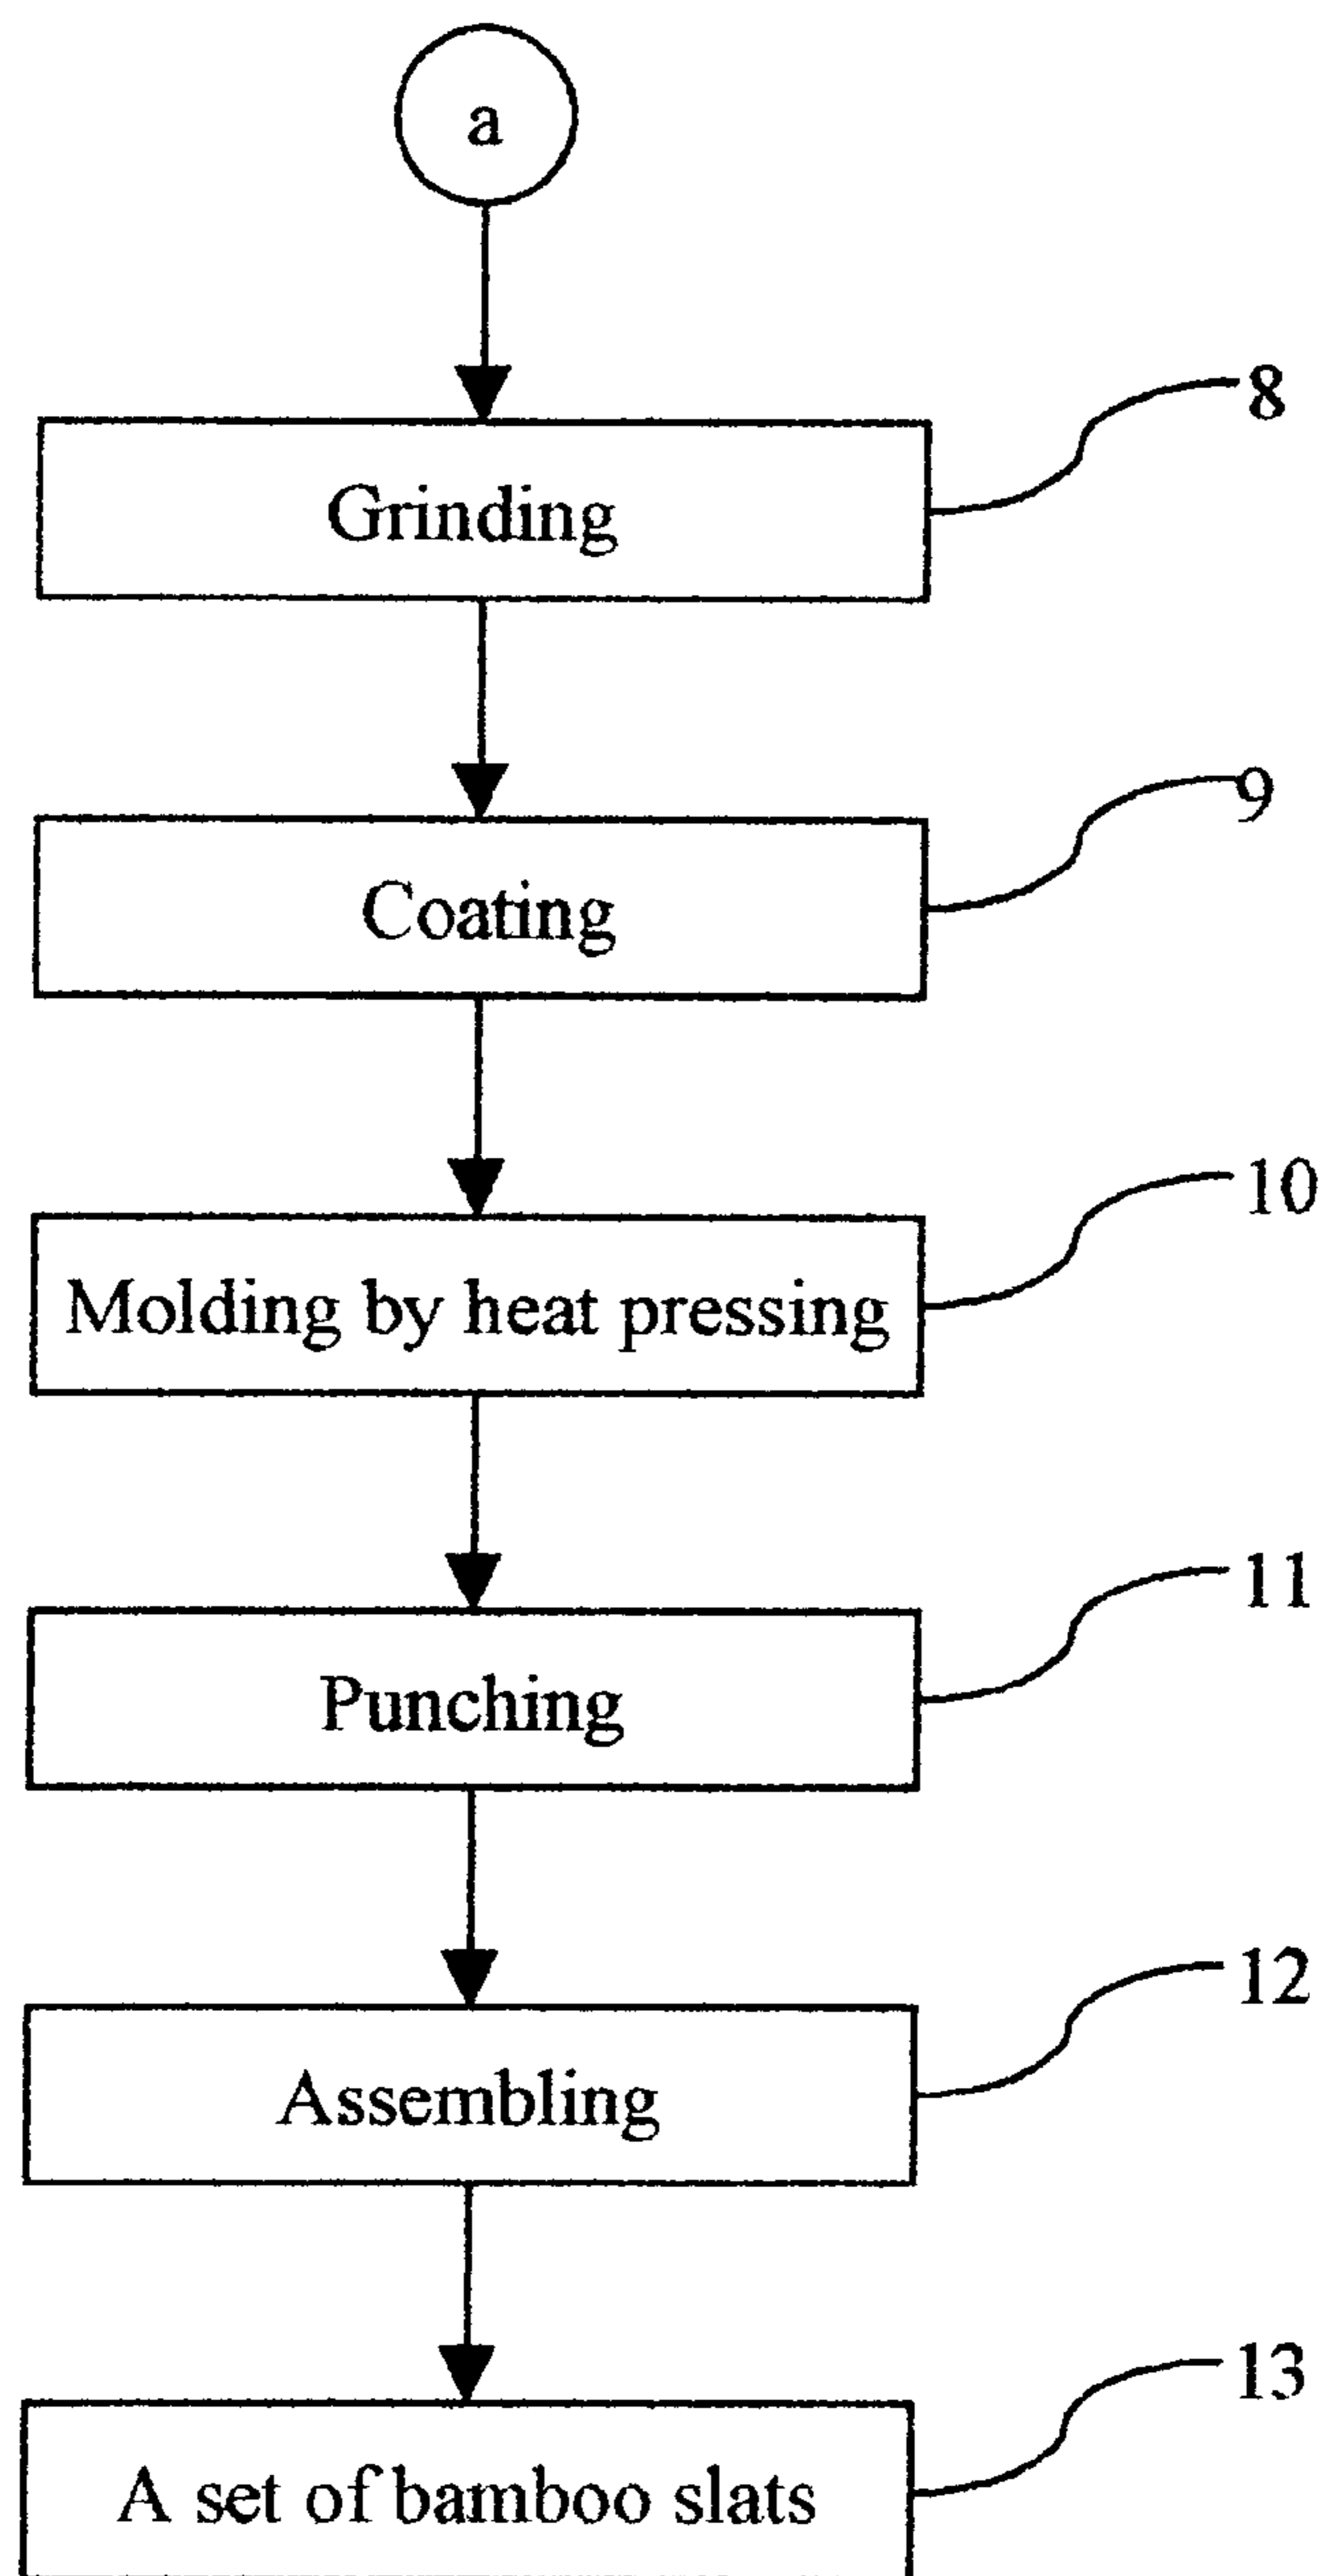 a
8
Grinding
9
Coating
10
Molding by heat pressing
11
Punching
12
Assembling
13
A set of bamboo slats